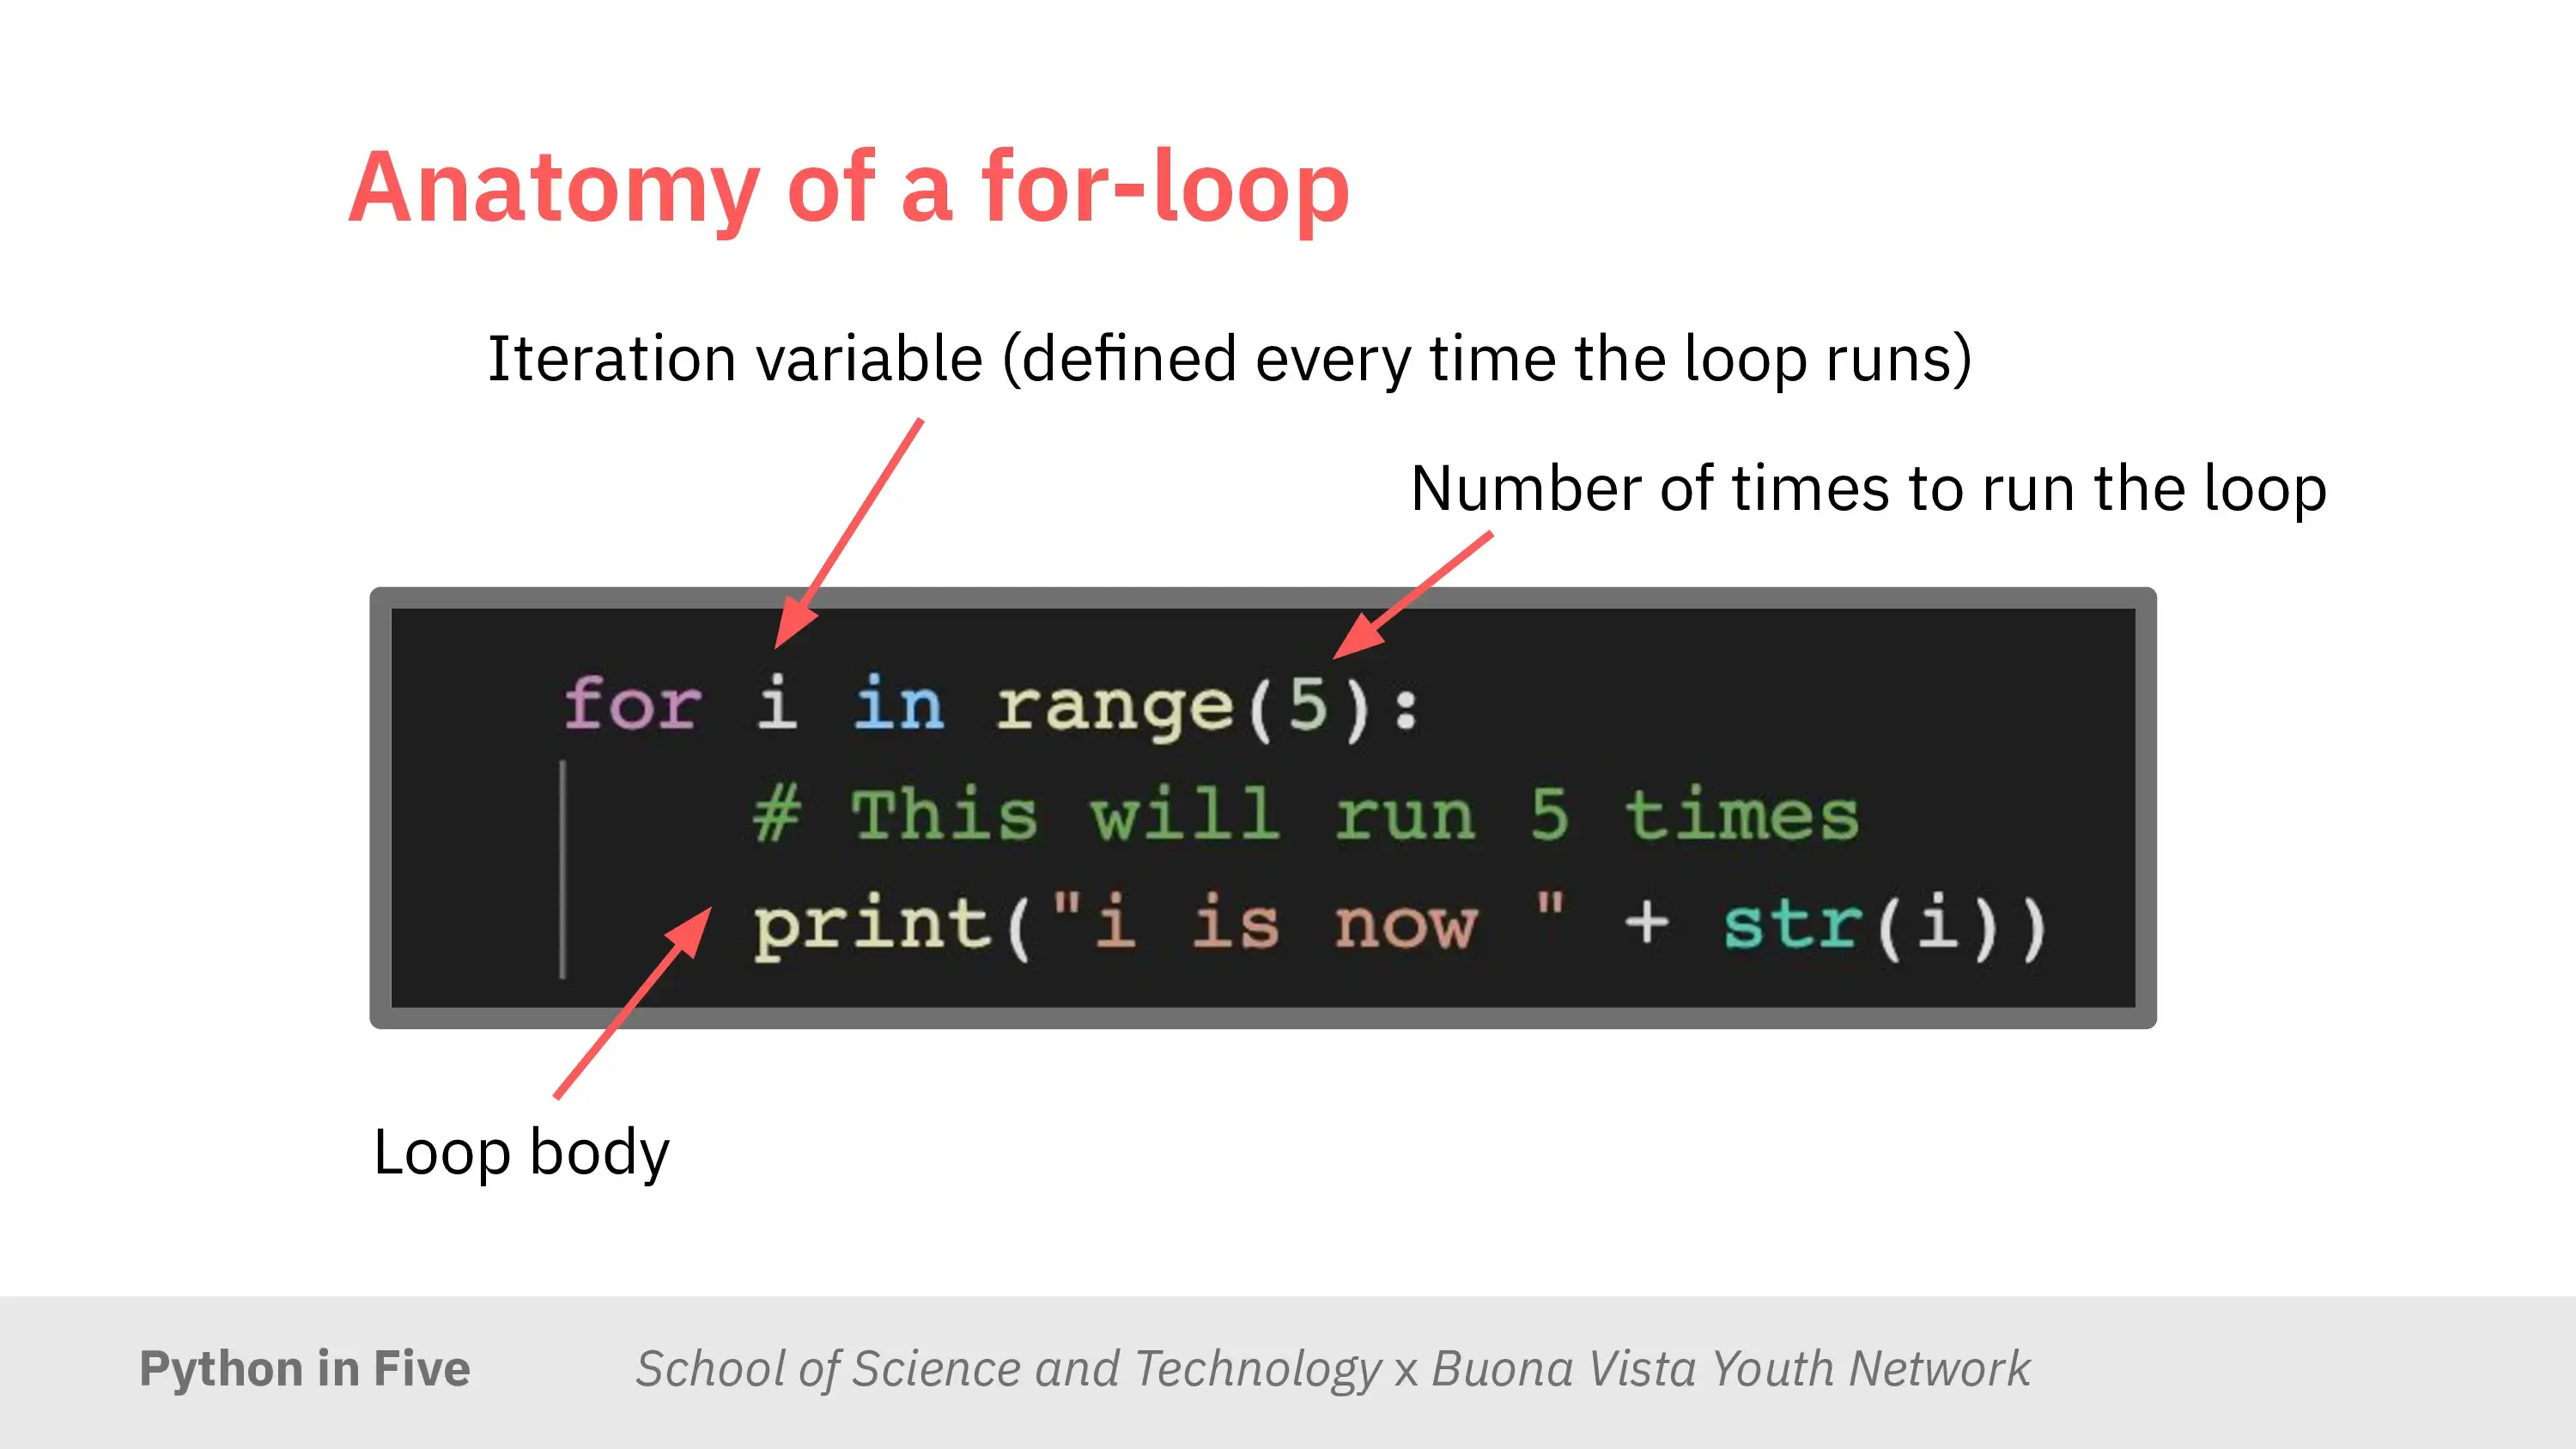 Anatomy of a for-loop
Iteration variable (defined every time the loop runs)
Number of times to run the loop
for i in range(5):
# This will run 5 times
print("i is now " + str(i))
Loop body
Python in Five
School of Science and Technology x Buona Vista Youth Network